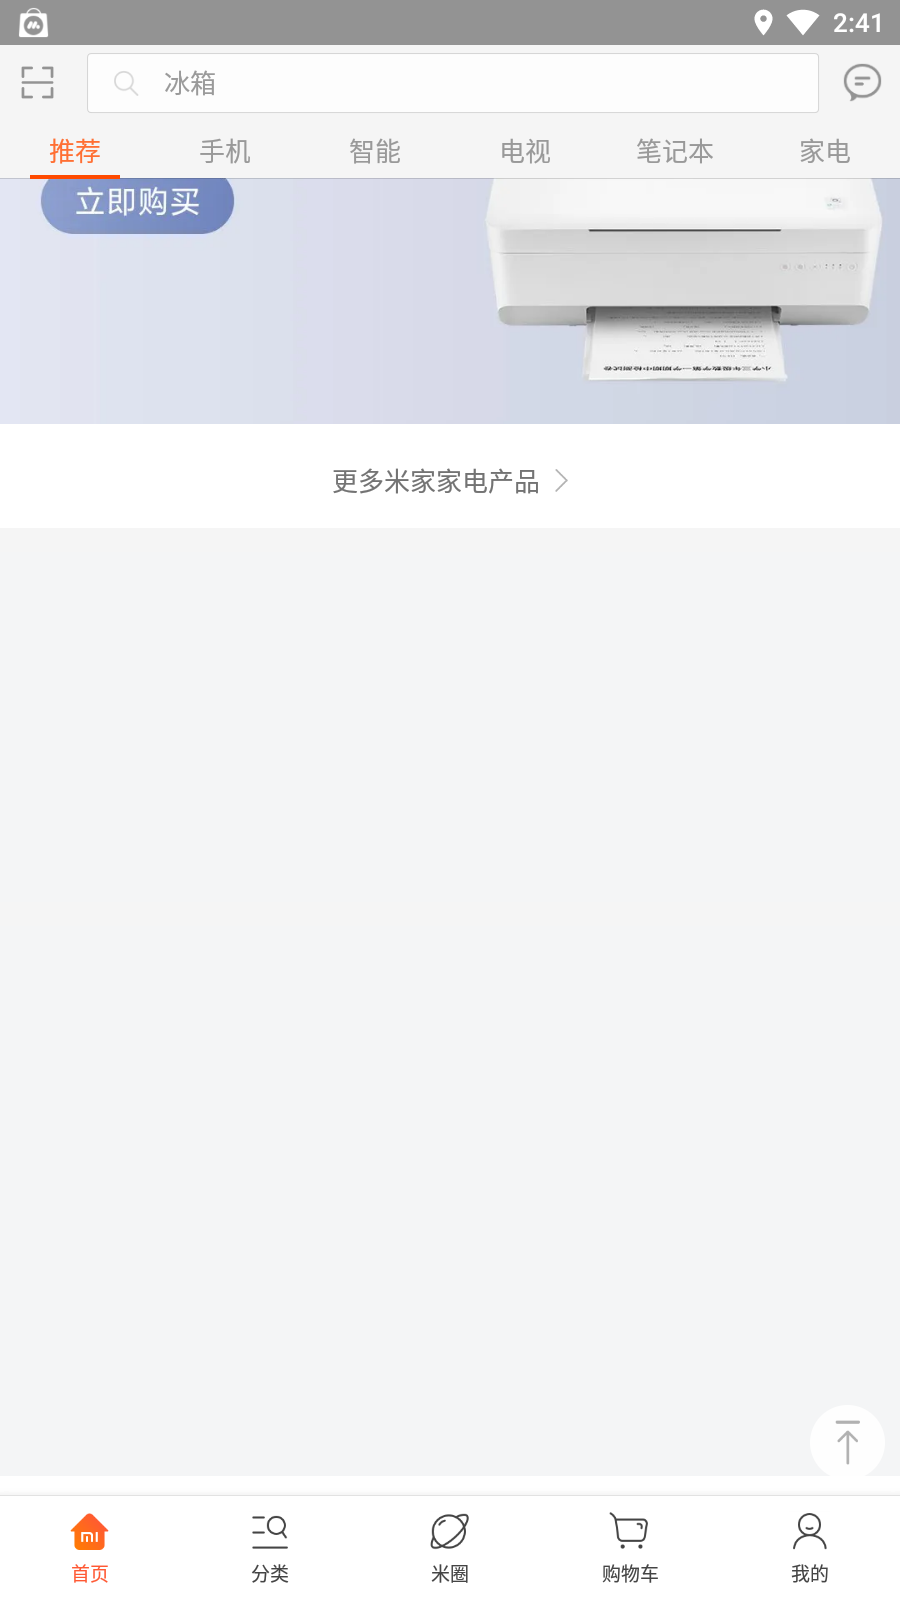 2:41
冰箱
推荐 手机 智能 电视 笔记本 家电
立即购买
更多米家家电产品
首页 分类 米圈 购物车 我的